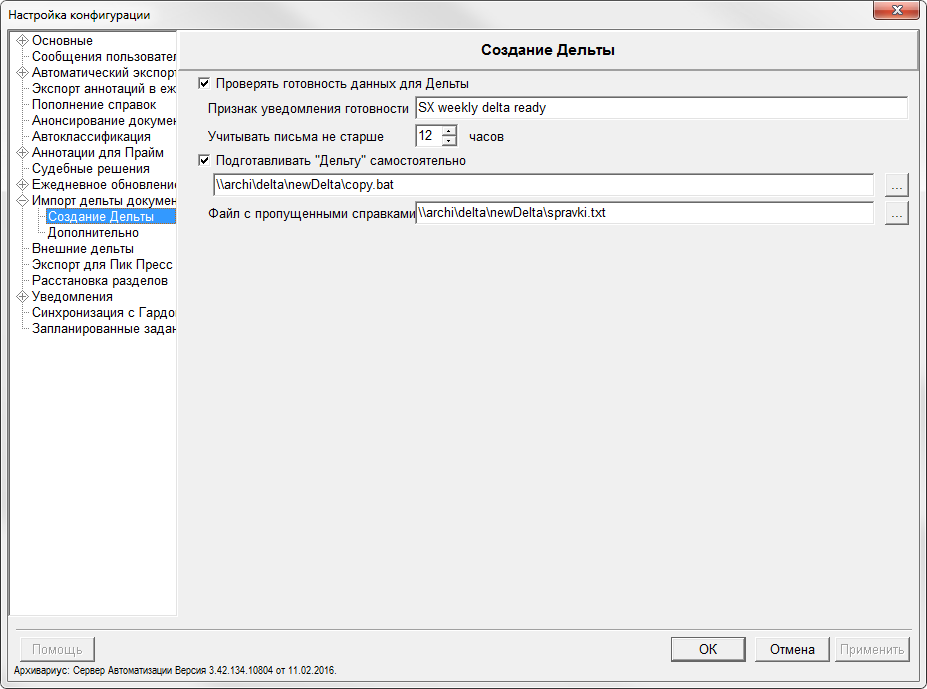 Настройка конфигурации
Основные
Сообщения пользовател
Автоматический экспорт
Экспорт аннотаций в еж
Пополнение справок
Анонсирование докумен
Автоклассификация
Аннотации для Прайм
Судебные решения
Ежедневное обновление
Импорт дельты докумен
Создание Дельты
Дополнительно
Внешние дельты
Экспорт для Пик Пресс
Расстановка разделов
Уведомления
Синхронизация с Гардо
Запланированные задан
Создание Дельты
Проверять готовность данных для Дельты
Признак уведомления готовности SX weekly delta ready
Учитывать письма не старше 12 часов
Подготавливать "Дельту" самостоятельно
\\archi\delta\newDelta\copy.bat ...
Файл с пропущенными справками \\archi\delta\newDelta\spravki.txt ...
Помощь OK Отмена Применить
Архивариус: Сервер Автоматизации Версия 3.42.134.10804 от 11.02.2016.